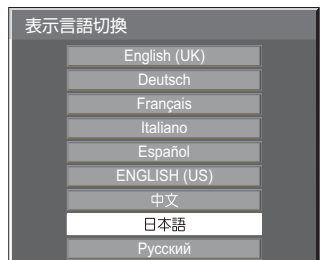 表示言語切換
English (UK)
Deutsch
Français
Italiano
Español
ENGLISH (US)
中文
日本語
Русский